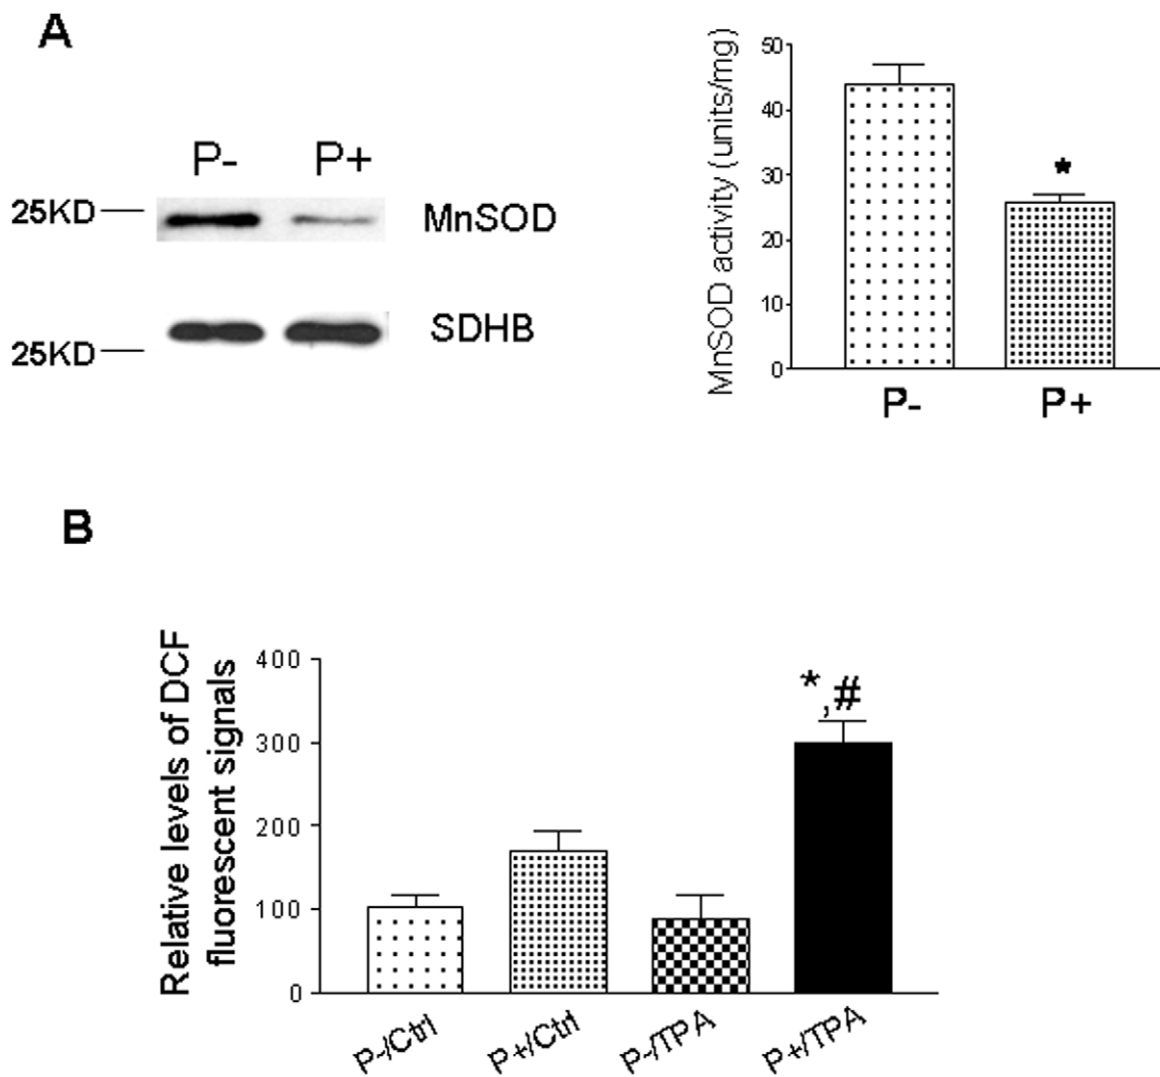 A
P- P+
25KD MnSOD
25KD SDHB
MnSOD activity (units/mg)
50
40
30
20
10
0
*
P- P+
B
Relative levels of DCF
fluorescent signals
400
300
200
100
0
*,#
P-/Ctrl P+/Ctrl P-/TPA P+/TPA